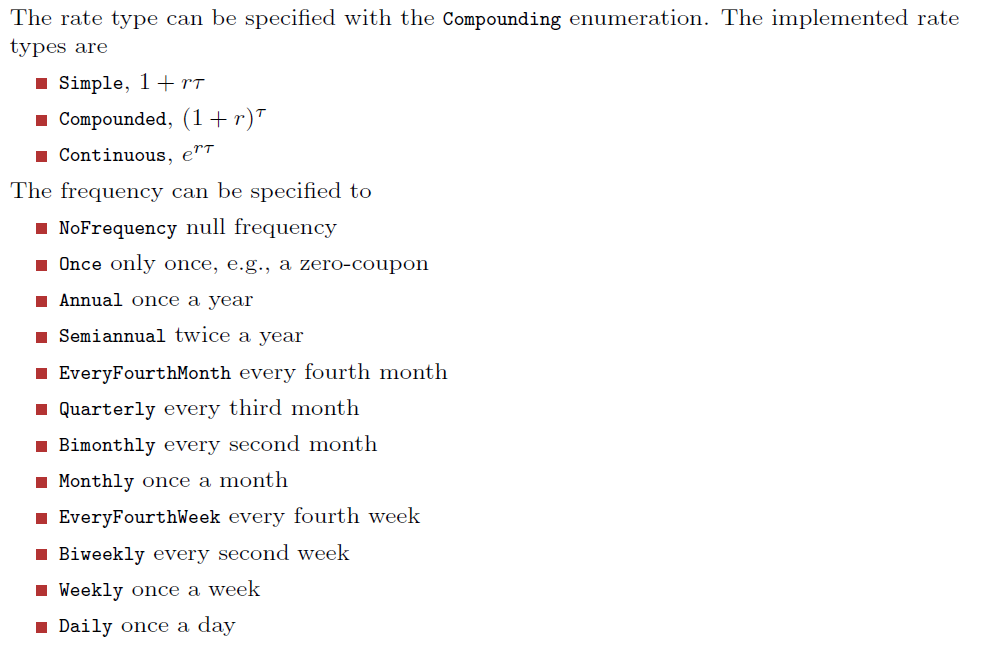 The rate type can be specified with the Compounding enumeration. The implemented rate
types are
■ Simple, 1 + rτ
■ Compounded, (1 + r)^τ
■ Continuous, e^{rτ}
The frequency can be specified to
■ NoFrequency null frequency
■ Once only once, e.g., a zero-coupon
■ Annual once a year
■ Semiannual twice a year
■ EveryFourthMonth every fourth month
■ Quarterly every third month
■ Bimonthly every second month
■ Monthly once a month
■ EveryFourthWeek every fourth week
■ Biweekly every second week
■ Weekly once a week
■ Daily once a day